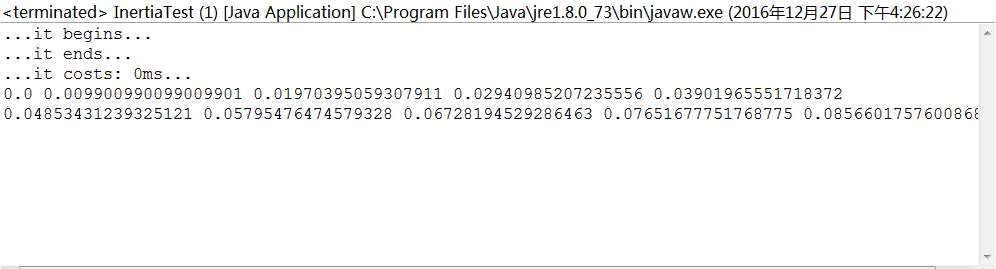 <terminated> InertiaTest (1) [Java Application] C:\Program Files\Java\jre1.8.0_73\bin\javaw.exe (2016年12月27日 下午4:26:22)
...it begins...
...it ends...
...it costs: 0ms...
0.0 0.009900990099009901 0.01970395059307911 0.02940985207235556 0.03901965551718372
0.04853431239325121 0.05795476474579328 0.06728194529286463 0.07651677751768775